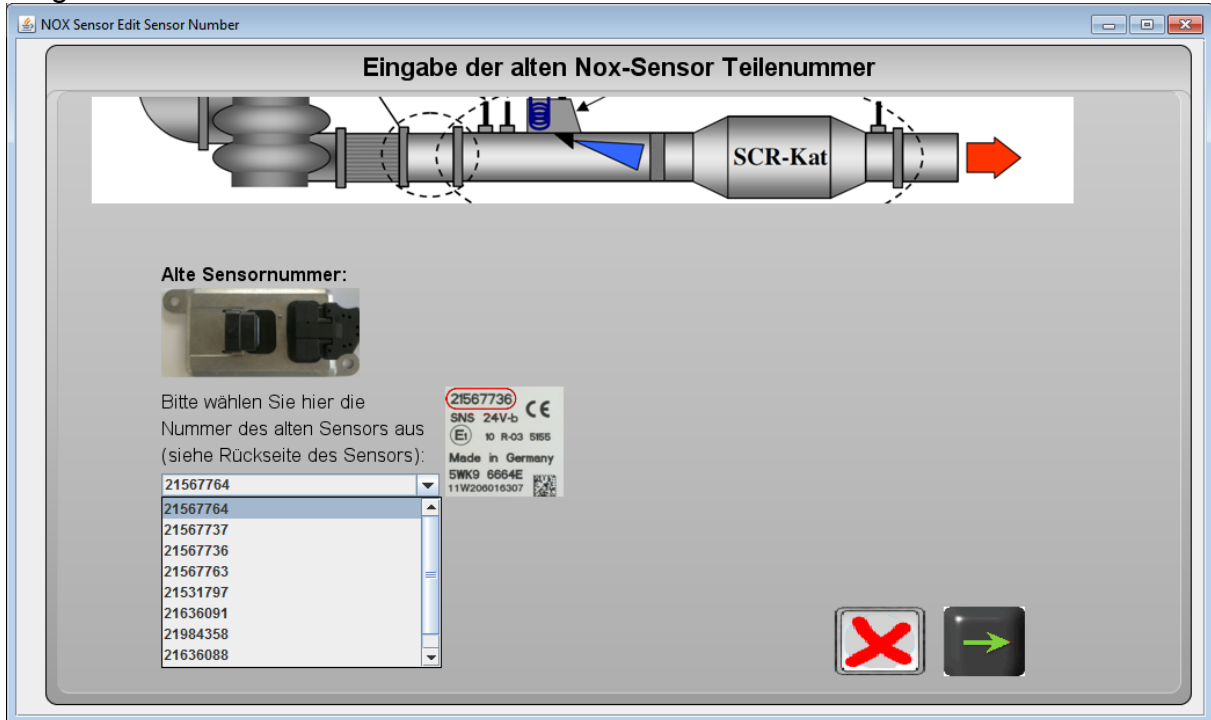 NOX Sensor Edit Sensor Number
Eingabe der alten Nox-Sensor Teilenummer
SCR-Kat
Alte Sensornummer:
Bitte wählen Sie hier die
Nummer des alten Sensors aus
(siehe Rückseite des Sensors):
21567736
CE
SNS 24V-b
E1 10 R-03 5155
Made in Germany
5WK9 6664E
11W206016307
21567764
21567764
21567737
21567736
21567763
21531797
21636091
21984358
21636088